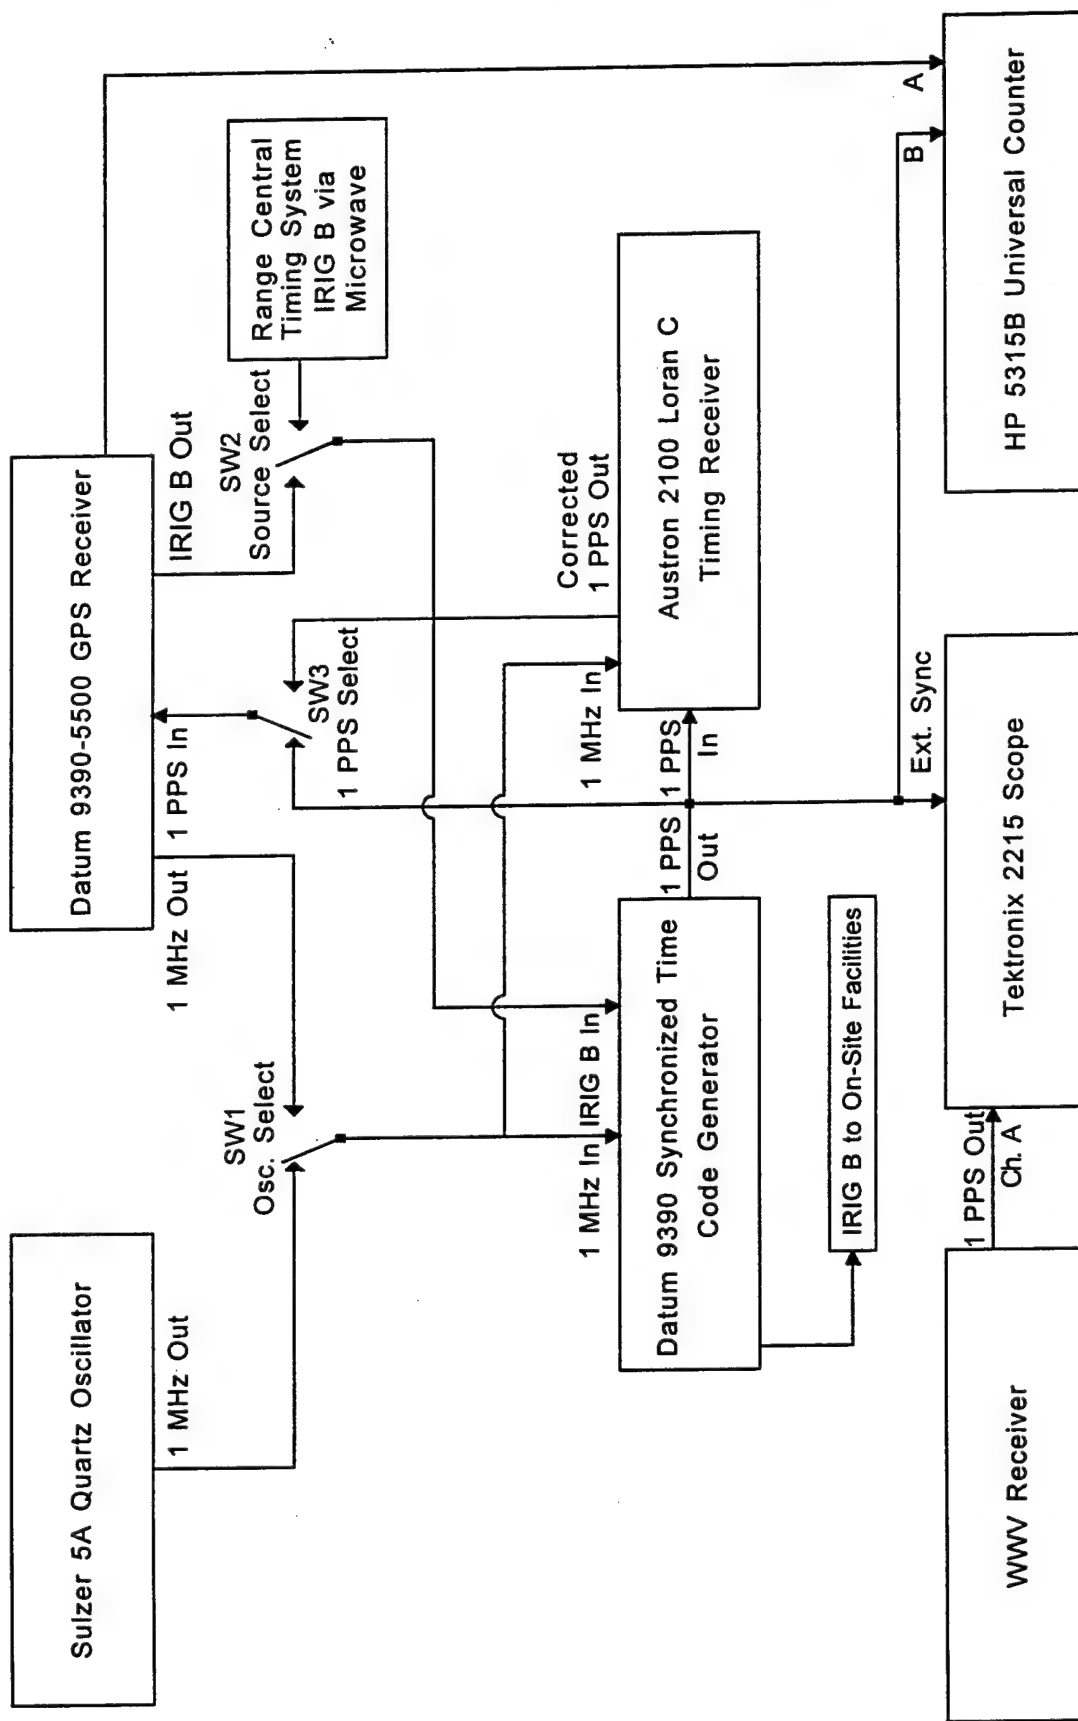 Sulzer 5A Quartz Oscillator
Datum 9390-5500 GPS Receiver
1 MHz Out
1 MHz Out
1 PPS In
IRIG B Out
SW1
Osc. Select
SW3
1 PPS Select
SW2
Source Select
Range Central
Timing System
IRIG B via
Microwave
1 MHz In
IRIG B In
1 MHz In
Corrected
1 PPS Out
Datum 9390 Synchronized Time
Code Generator
1 PPS
Out
1 PPS
In
Austron 2100 Loran C
Timing Receiver
IRIG B to On-Site Facilities
Ext. Sync
B
A
WWV Receiver
1 PPS Out
Ch. A
Tektronix 2215 Scope
HP 5315B Universal Counter